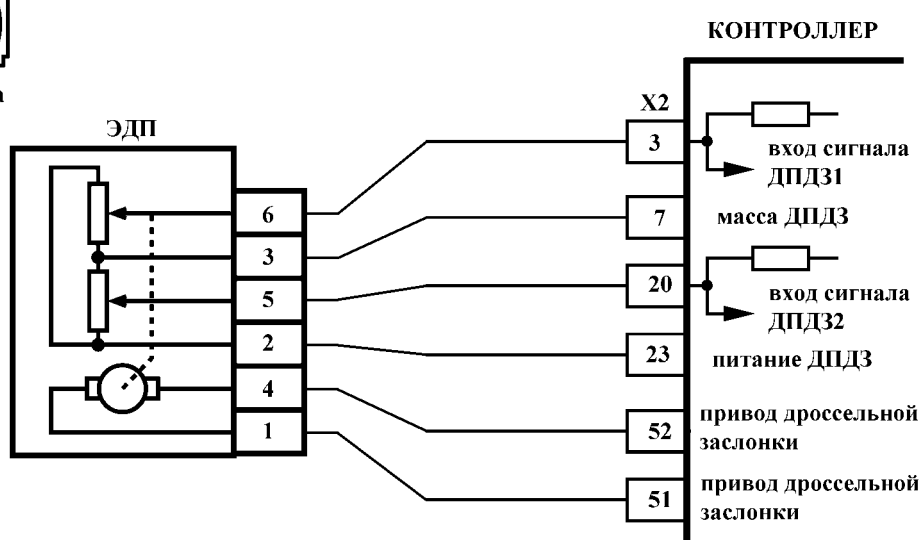 КОНТРОЛЛЕР
а
ЭДП
X2
6
3
вход сигнала
ДПДЗ1
3
7
масса ДПДЗ
5
20
вход сигнала
ДПДЗ2
2
23
питание ДПДЗ
4
52
привод дроссельной
заслонки
1
51
привод дроссельной
заслонки